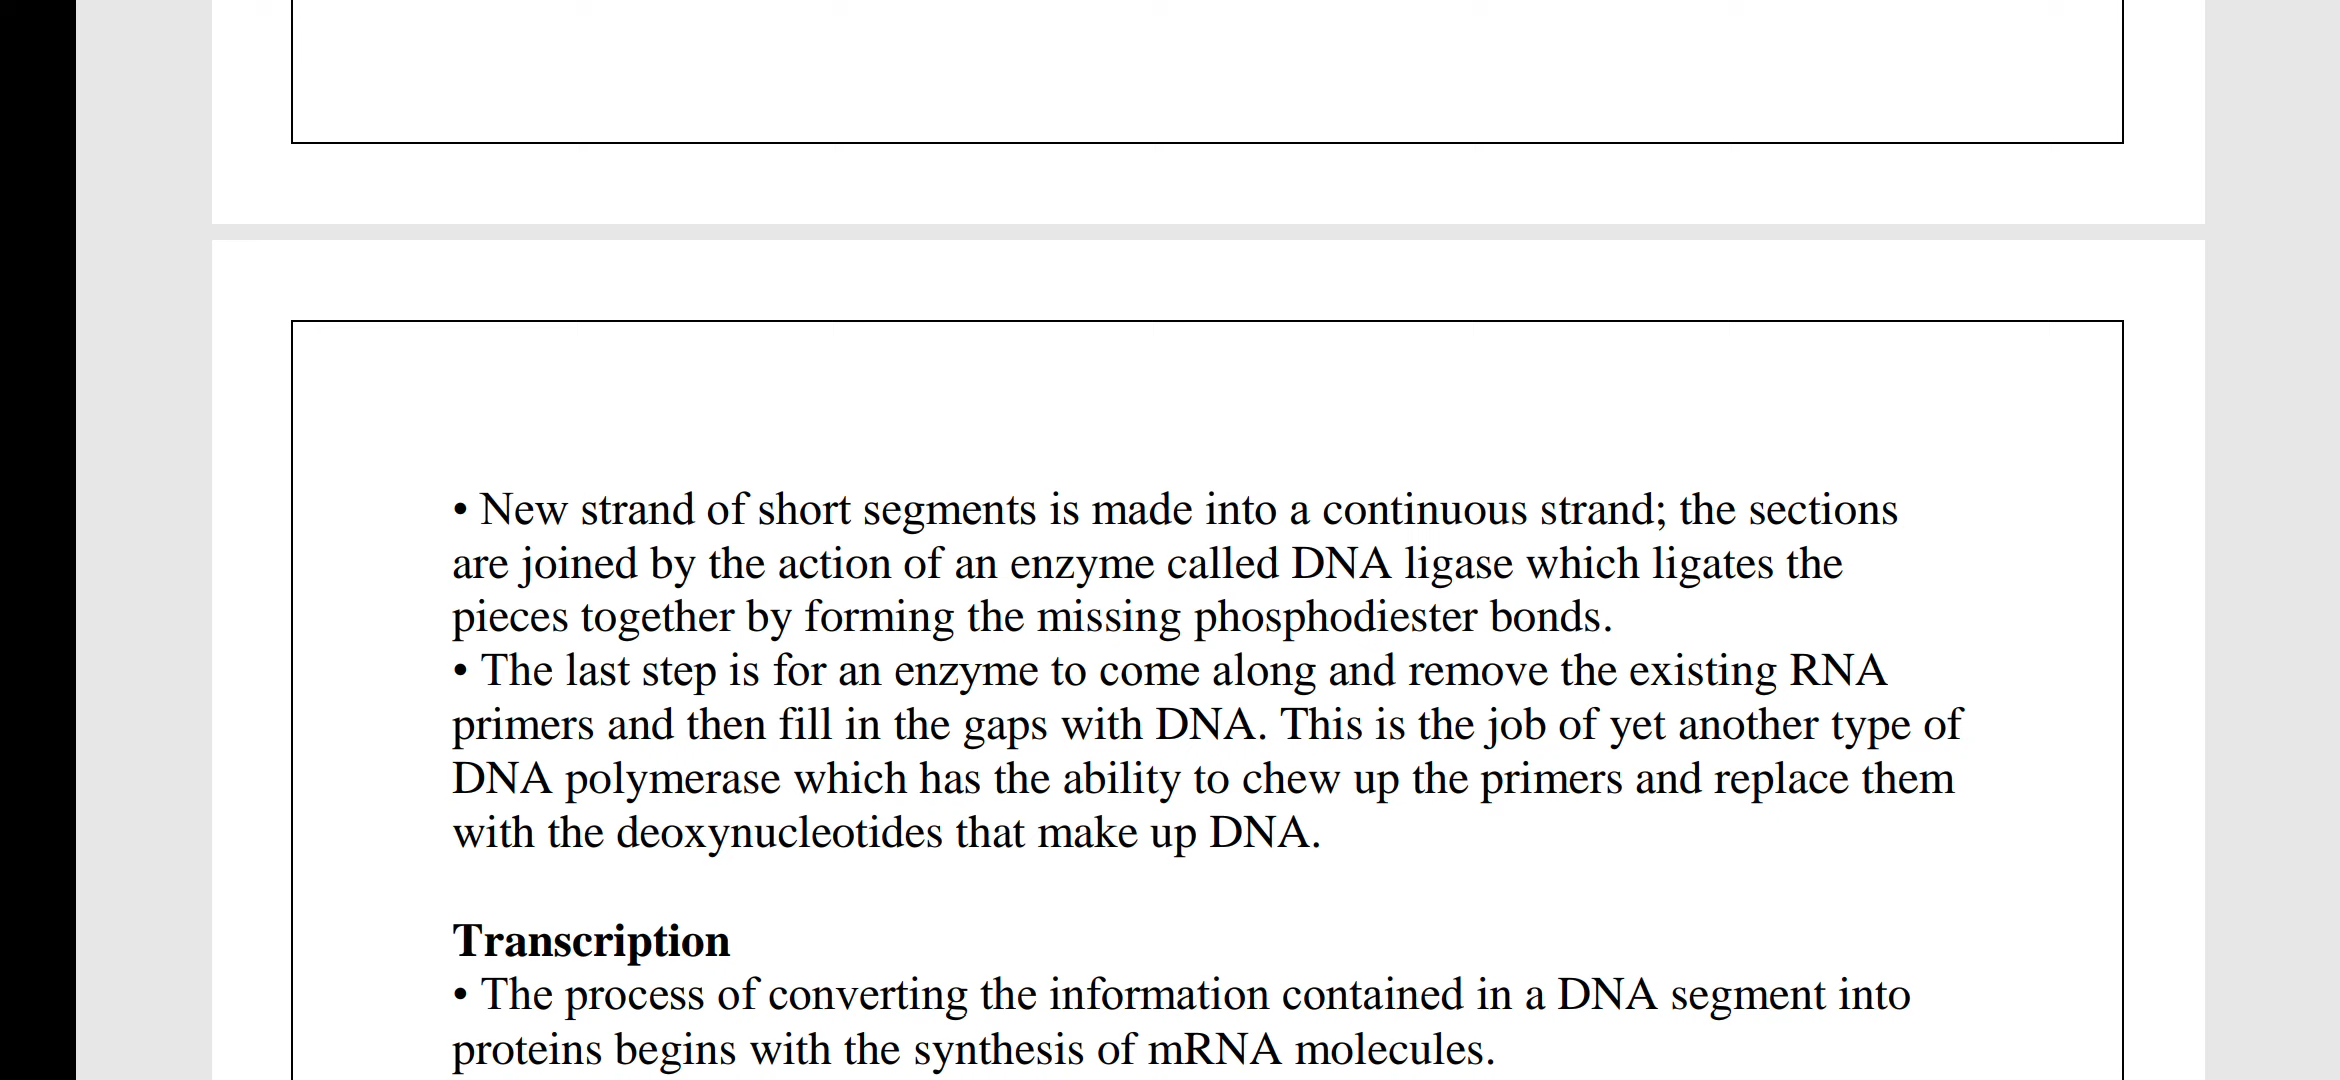 • New strand of short segments is made into a continuous strand; the sections
are joined by the action of an enzyme called DNA ligase which ligates the
pieces together by forming the missing phosphodiester bonds.
• The last step is for an enzyme to come along and remove the existing RNA
primers and then fill in the gaps with DNA. This is the job of yet another type of
DNA polymerase which has the ability to chew up the primers and replace them
with the deoxynucleotides that make up DNA.
Transcription
• The process of converting the information contained in a DNA segment into
proteins begins with the synthesis of mRNA molecules.